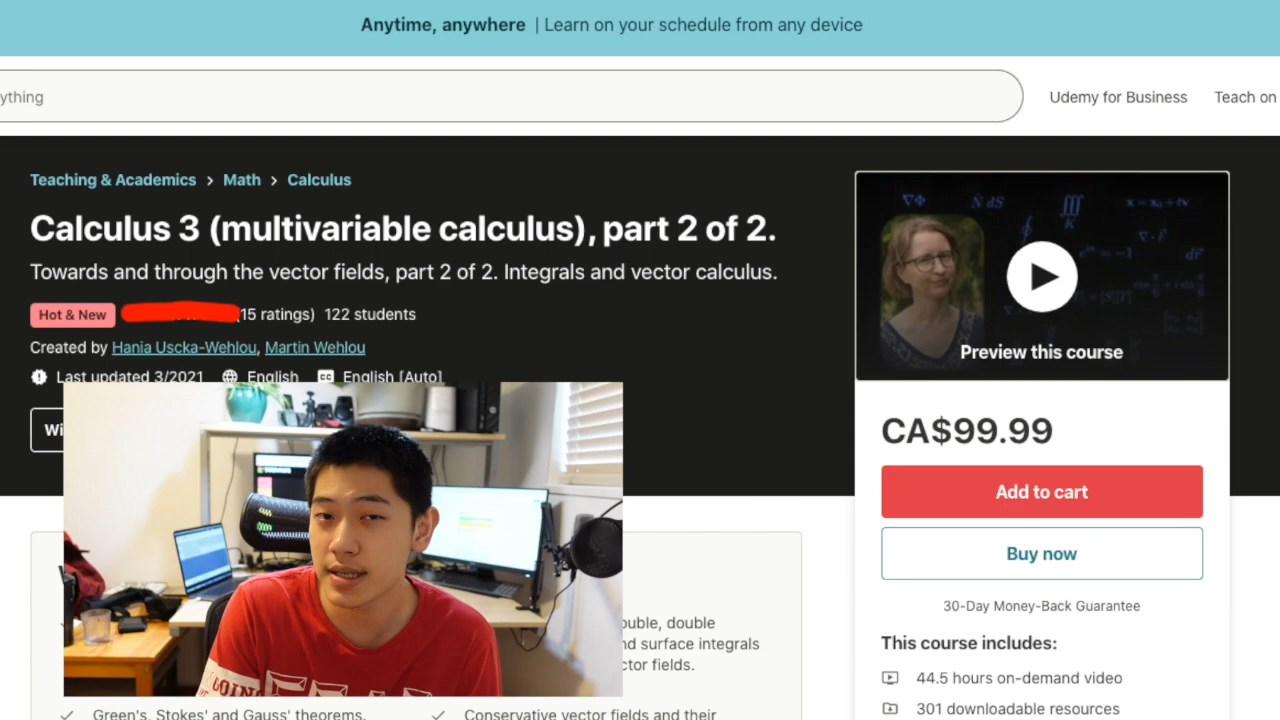 Anytime, anywhere | Learn on your schedule from any device
ything
Udemy for Business
Teach on
Teaching & Academics > Math > Calculus
Calculus 3 (multivariable calculus), part 2 of 2.
Towards and through the vector fields, part 2 of 2. Integrals and vector calculus.
Hot & New (15 ratings) 122 students
Created by Hania Uscka-Wehlou, Martin Wehlou
Last updated 3/2021 English CC English [Auto]
Wi
Preview this course
CA$99.99
Add to cart
Buy now
30-Day Money-Back Guarantee
This course includes:
44.5 hours on-demand video
301 downloadable resources
ouble, double
nd surface integrals
ctor fields.
Green's, Stokes' and Gauss' theorems.
Conservative vector fields and their